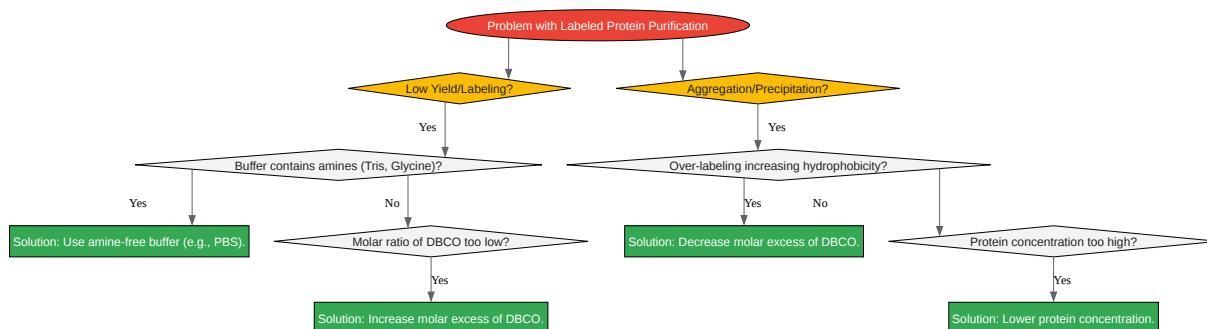 Problem with Labeled Protein Purification
Low Yield/Labeling?
Aggregation/Precipitation?
Yes
Yes
Buffer contains amines (Tris, Glycine)?
Over-labeling increasing hydrophobicity?
Yes
No
Yes
No
Solution: Use amine-free buffer (e.g., PBS).
Molar ratio of DBCO too low?
Solution: Decrease molar excess of DBCO.
Protein concentration too high?
Yes
Yes
Solution: Increase molar excess of DBCO.
Solution: Lower protein concentration.